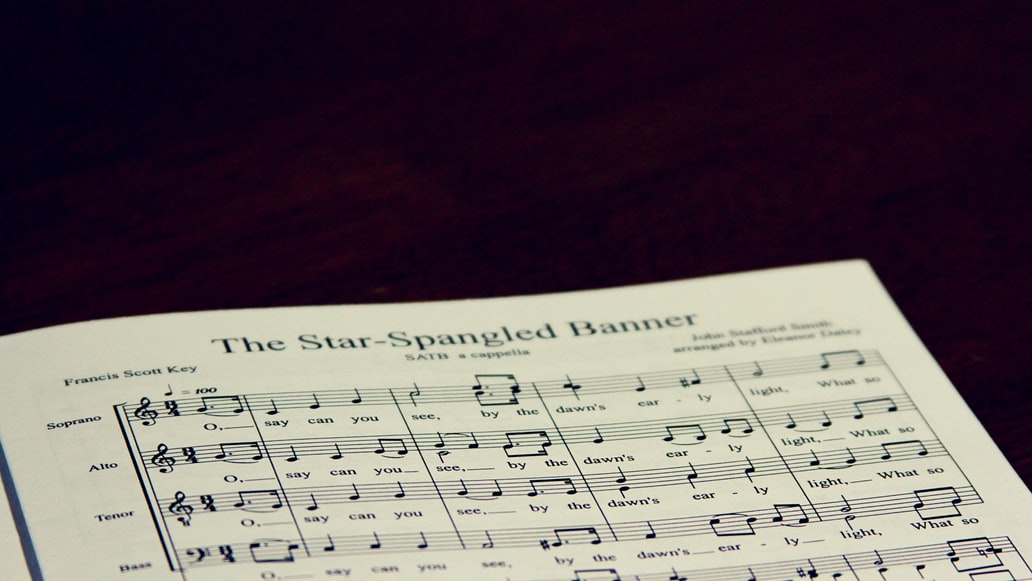 The Star-Spangled Banner
SATB a cappella
John Stafford Smith
Francis Scott Key
arranged by Eleanor Daley
= 100
Soprano
O, say can you see, by the dawn's ear - ly light, What so
Alto
O, say can you see, by the dawn's ear - ly light, What so
Tenor
O, say can you see, by the dawn's ear - ly light, What so
Bass
O, say can you see, by the dawn's ear - ly light, What so